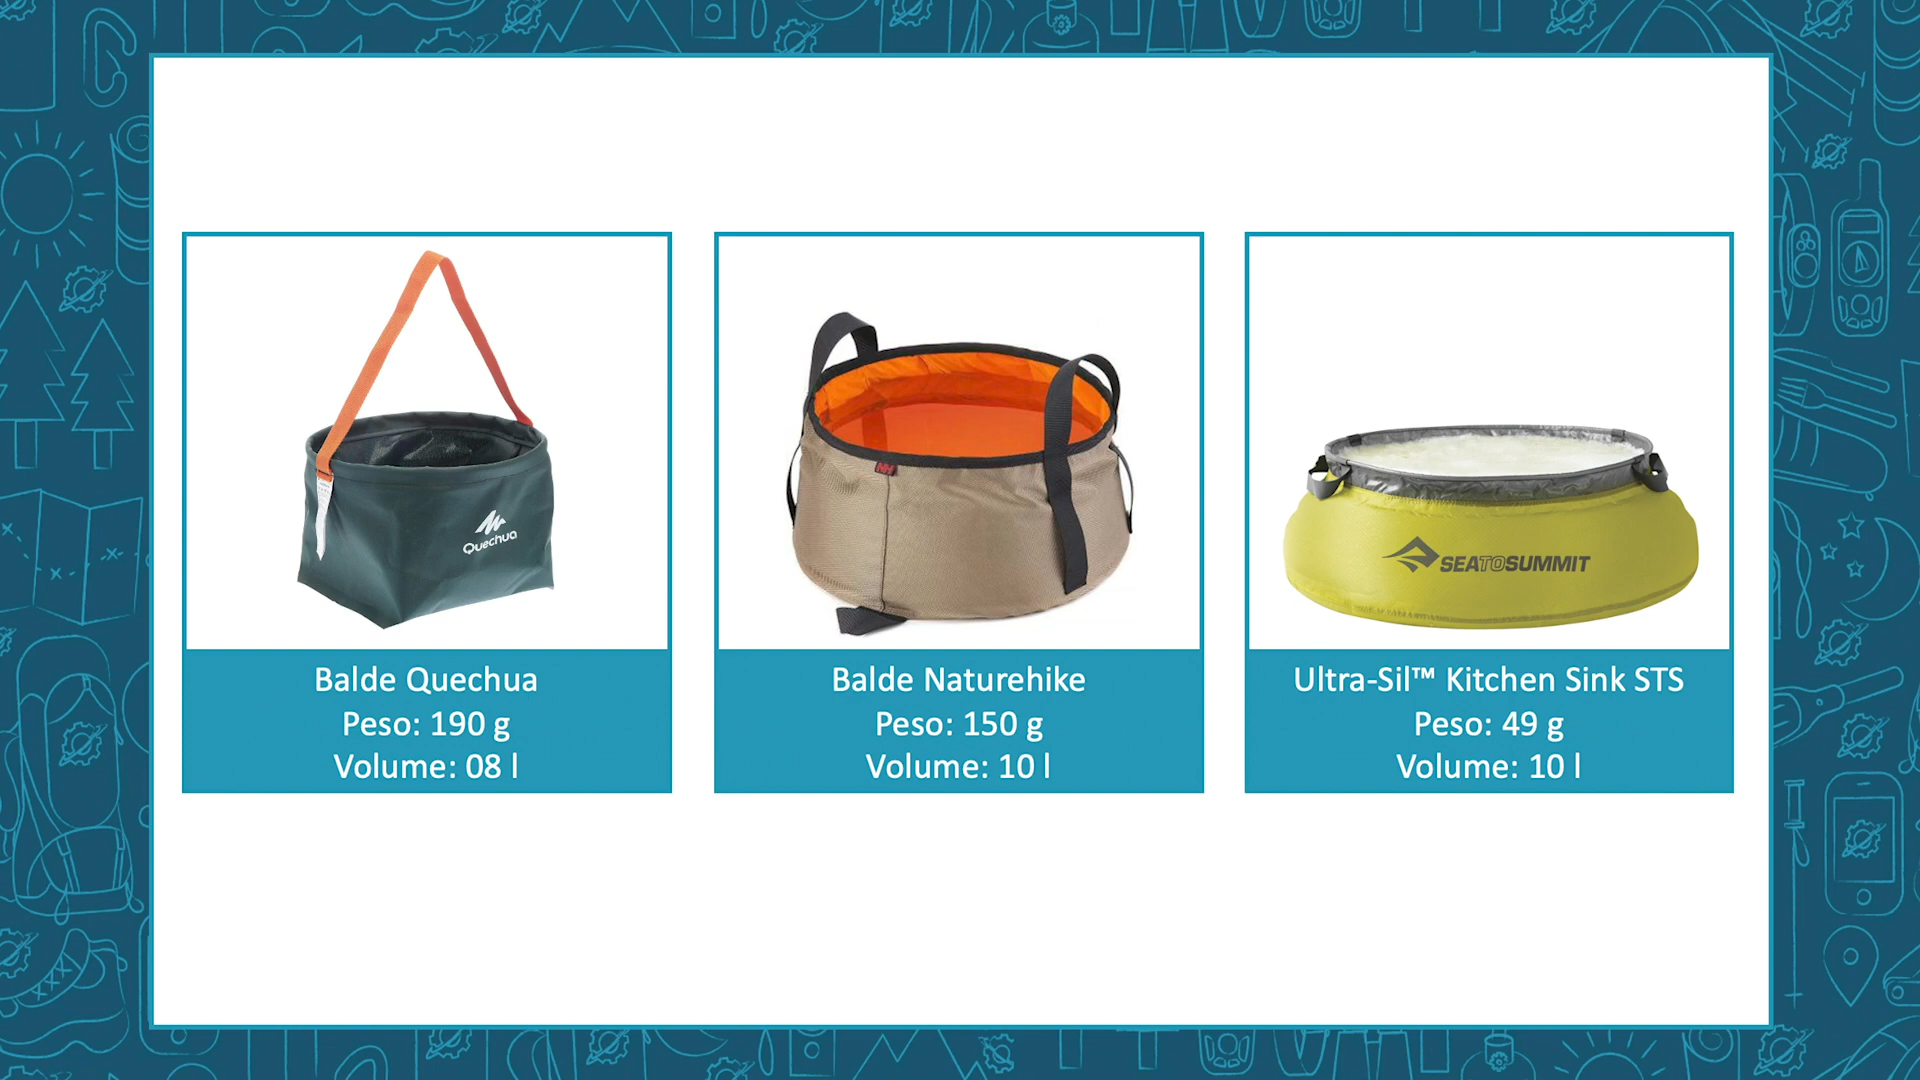 Quechua
NH
SEATOSUMMIT
Balde Quechua
Peso: 190 g
Volume: 08 l
Balde Naturehike
Peso: 150 g
Volume: 10 l
Ultra-Sil™ Kitchen Sink STS
Peso: 49 g
Volume: 10 l